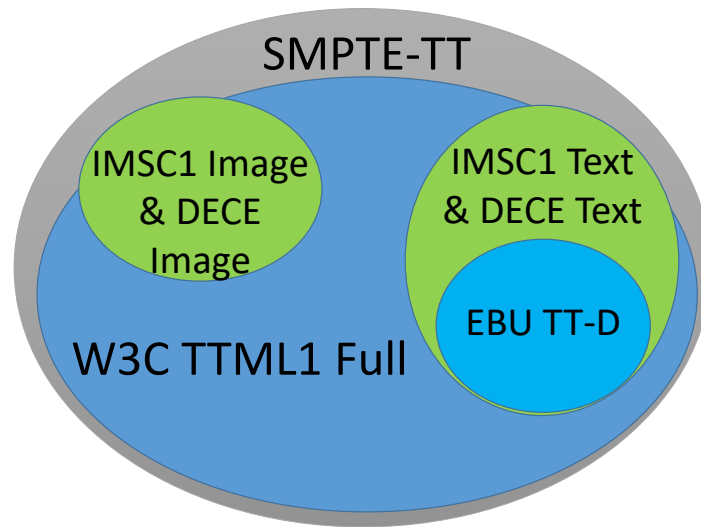 SMPTE-TT
IMSC1 Image
& DECE
Image
IMSC1 Text
& DECE Text
EBU TT-D
W3C TTML1 Full